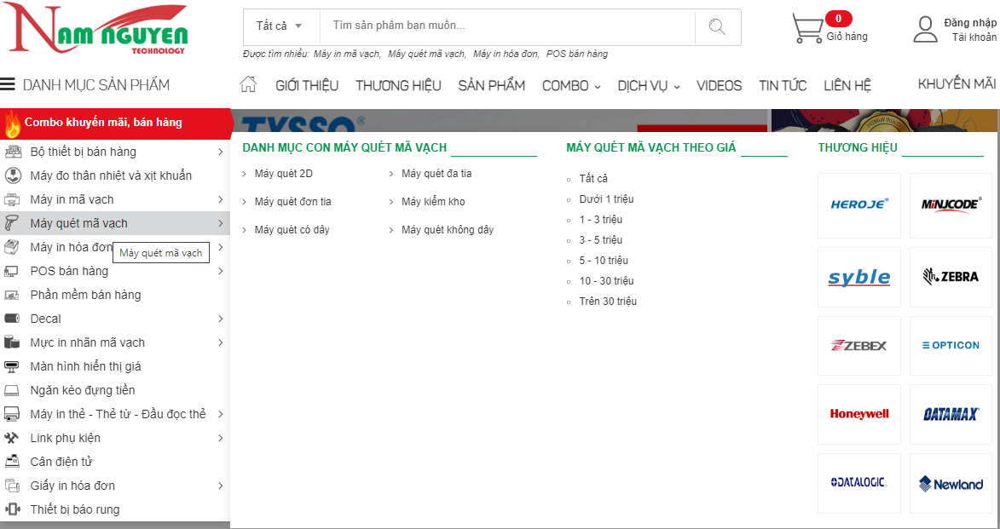 NAM NGUYEN
TECHNOLOGY
Tất cả
Tìm sản phẩm bạn muốn...
0
Giỏ hàng
Đăng nhập
Tài khoản
Được tìm nhiều: Máy in mã vạch, Máy quét mã vạch, Máy in hóa đơn, POS bán hàng
DANH MỤC SẢN PHẨM
GIỚI THIỆU
THƯƠNG HIỆU
SẢN PHẨM
COMBO
DỊCH VỤ
VIDEOS
TIN TỨC
LIÊN HỆ
KHUYẾN MÃI
Combo khuyến mãi, bán hàng
Bộ thiết bị bán hàng
Máy đo thân nhiệt và xịt khuẩn
Máy in mã vạch
Máy quét mã vạch
Máy in hóa đơn
Máy quét mã vạch
POS bán hàng
Phần mềm bán hàng
Decal
Mực in nhãn mã vạch
Màn hình hiển thị giá
Ngăn kéo đựng tiền
Máy in thẻ - Thẻ từ - Đầu đọc thẻ
Link phụ kiện
Cân điện tử
Giấy in hóa đơn
Thiết bị báo rung
TYSSO®
PREMIUM QUALITY
DANH MỤC CON MÁY QUÉT MÃ VẠCH
Máy quét 2D
Máy quét đa tia
Máy quét đơn tia
Máy kiểm kho
Máy quét có dây
Máy quét không dây
MÁY QUÉT MÃ VẠCH THEO GIÁ
Tất cả
Dưới 1 triệu
1 - 3 triệu
3 - 5 triệu
5 - 10 triệu
10 - 30 triệu
Trên 30 triệu
THƯƠNG HIỆU
HEROJE®
MINJCODE®
syble
ZEBRA
ZEBEX
OPTICON
Honeywell
DATAMAX®
DATALOGIC
Newland